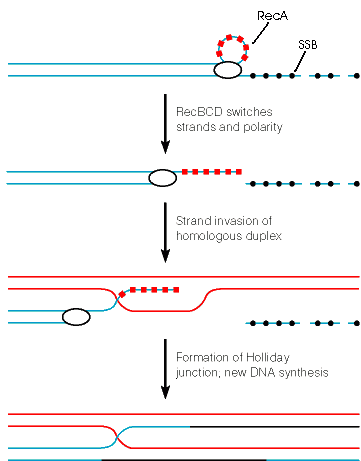 RecA
SSB
RecBCD switches
strands and polarity
Strand invasion of
homologous duplex
Formation of Holliday
junction; new DNA synthesis